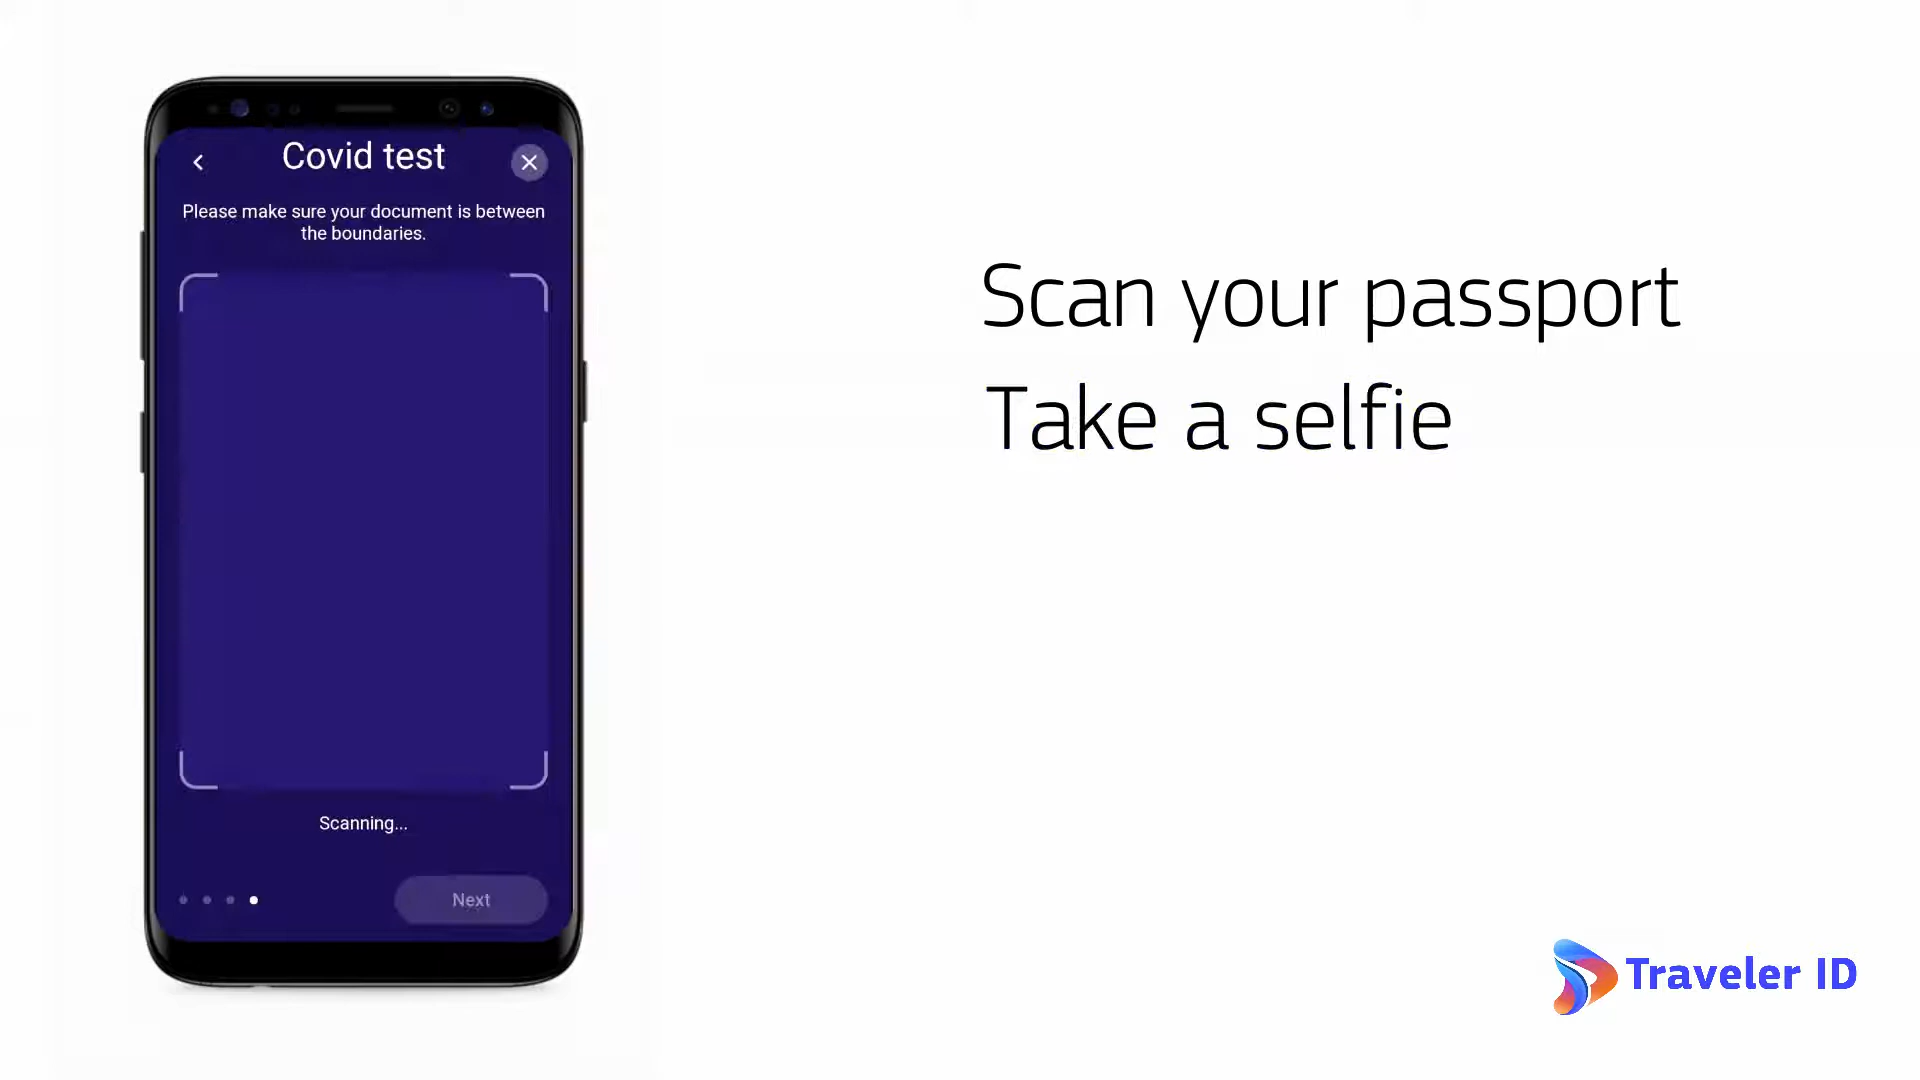 Covid test
Please make sure your document is between
the boundaries.
Scanning...
Next
Scan your passport
Take a selfie
Traveler ID